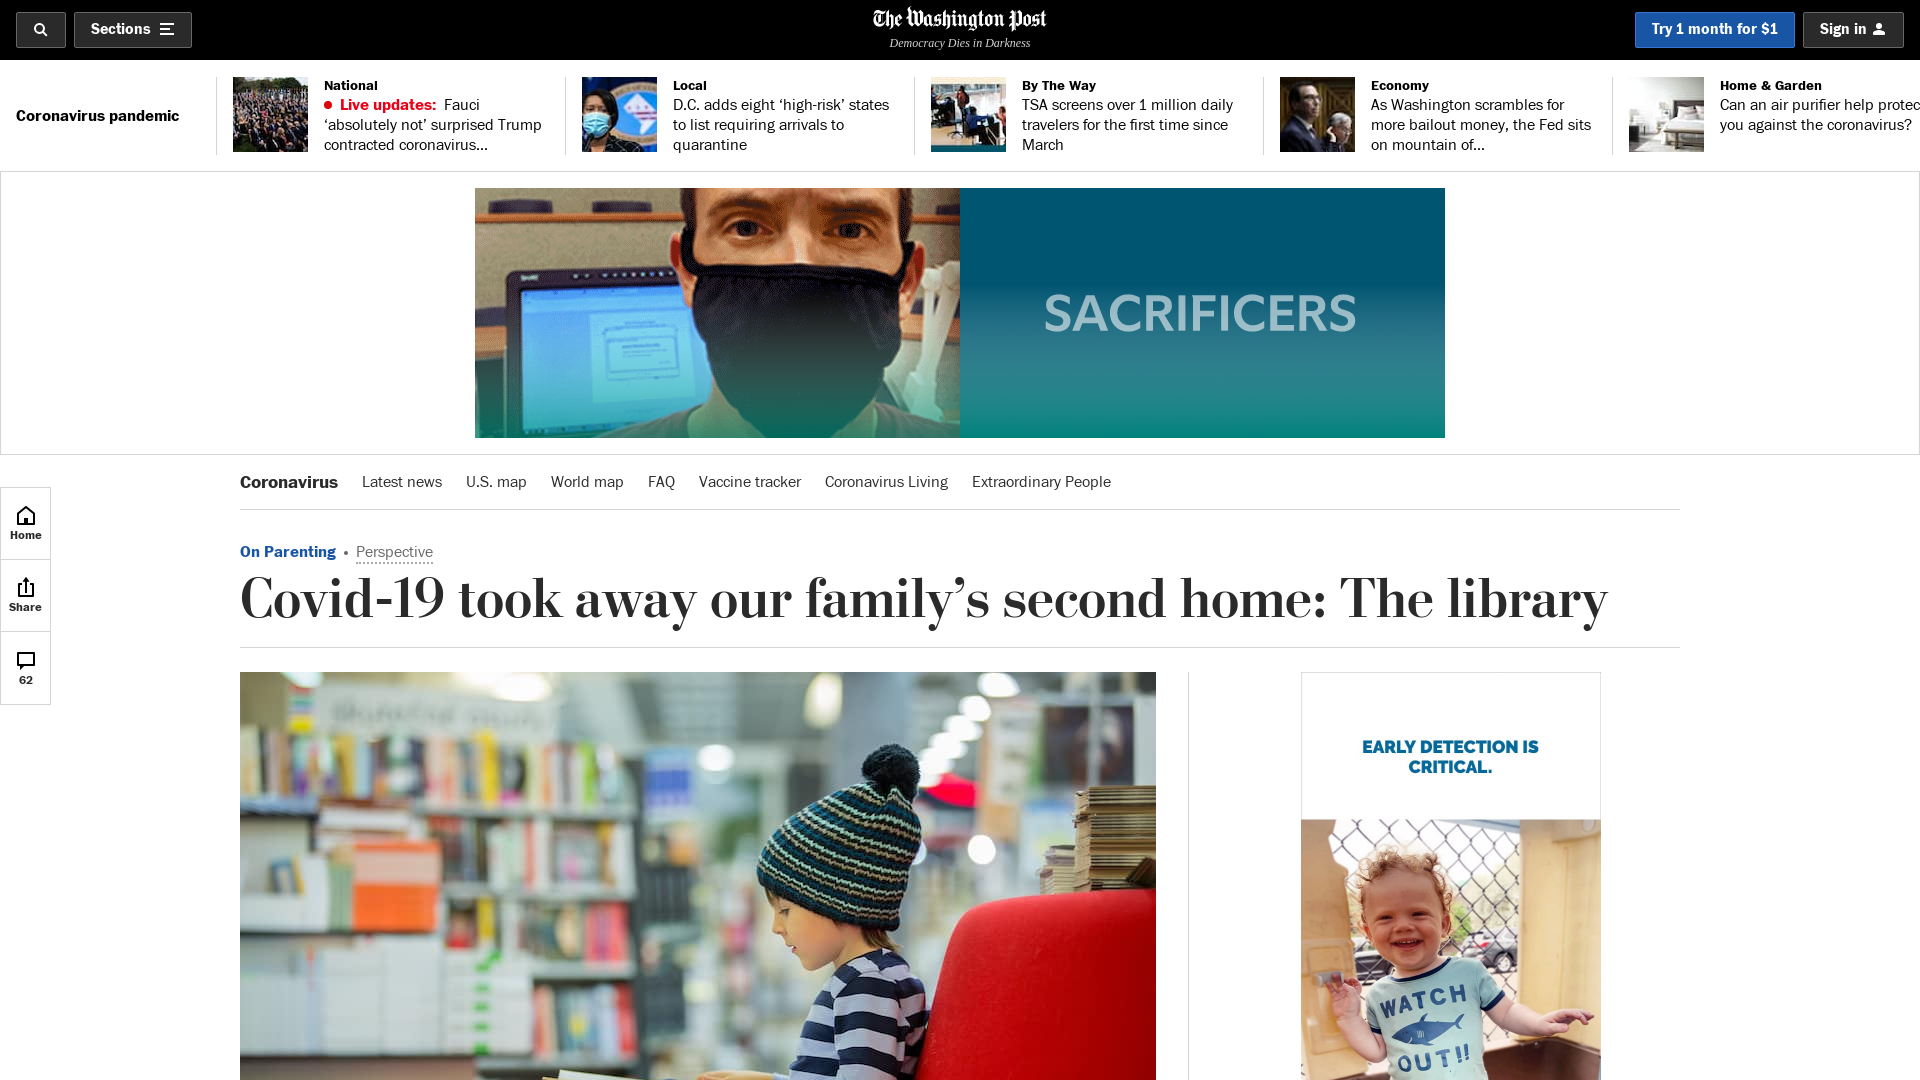 Sections
The Washington Post
Democracy Dies in Darkness
Try 1 month for $1
Sign in
Coronavirus pandemic
National
Live updates: Fauci
‘absolutely not’ surprised Trump
contracted coronavirus...
Local
D.C. adds eight ‘high-risk’ states
to list requiring arrivals to
quarantine
By The Way
TSA screens over 1 million daily
travelers for the first time since
March
Economy
As Washington scrambles for
more bailout money, the Fed sits
on mountain of...
Home & Garden
Can an air purifier help protec
you against the coronavirus?
SACRIFICERS
Coronavirus
Latest news
U.S. map
World map
FAQ
Vaccine tracker
Coronavirus Living
Extraordinary People
Home
Share
62
On Parenting • Perspective
Covid-19 took away our family’s second home: The library
EARLY DETECTION IS
CRITICAL.
WATCH
OUT!!